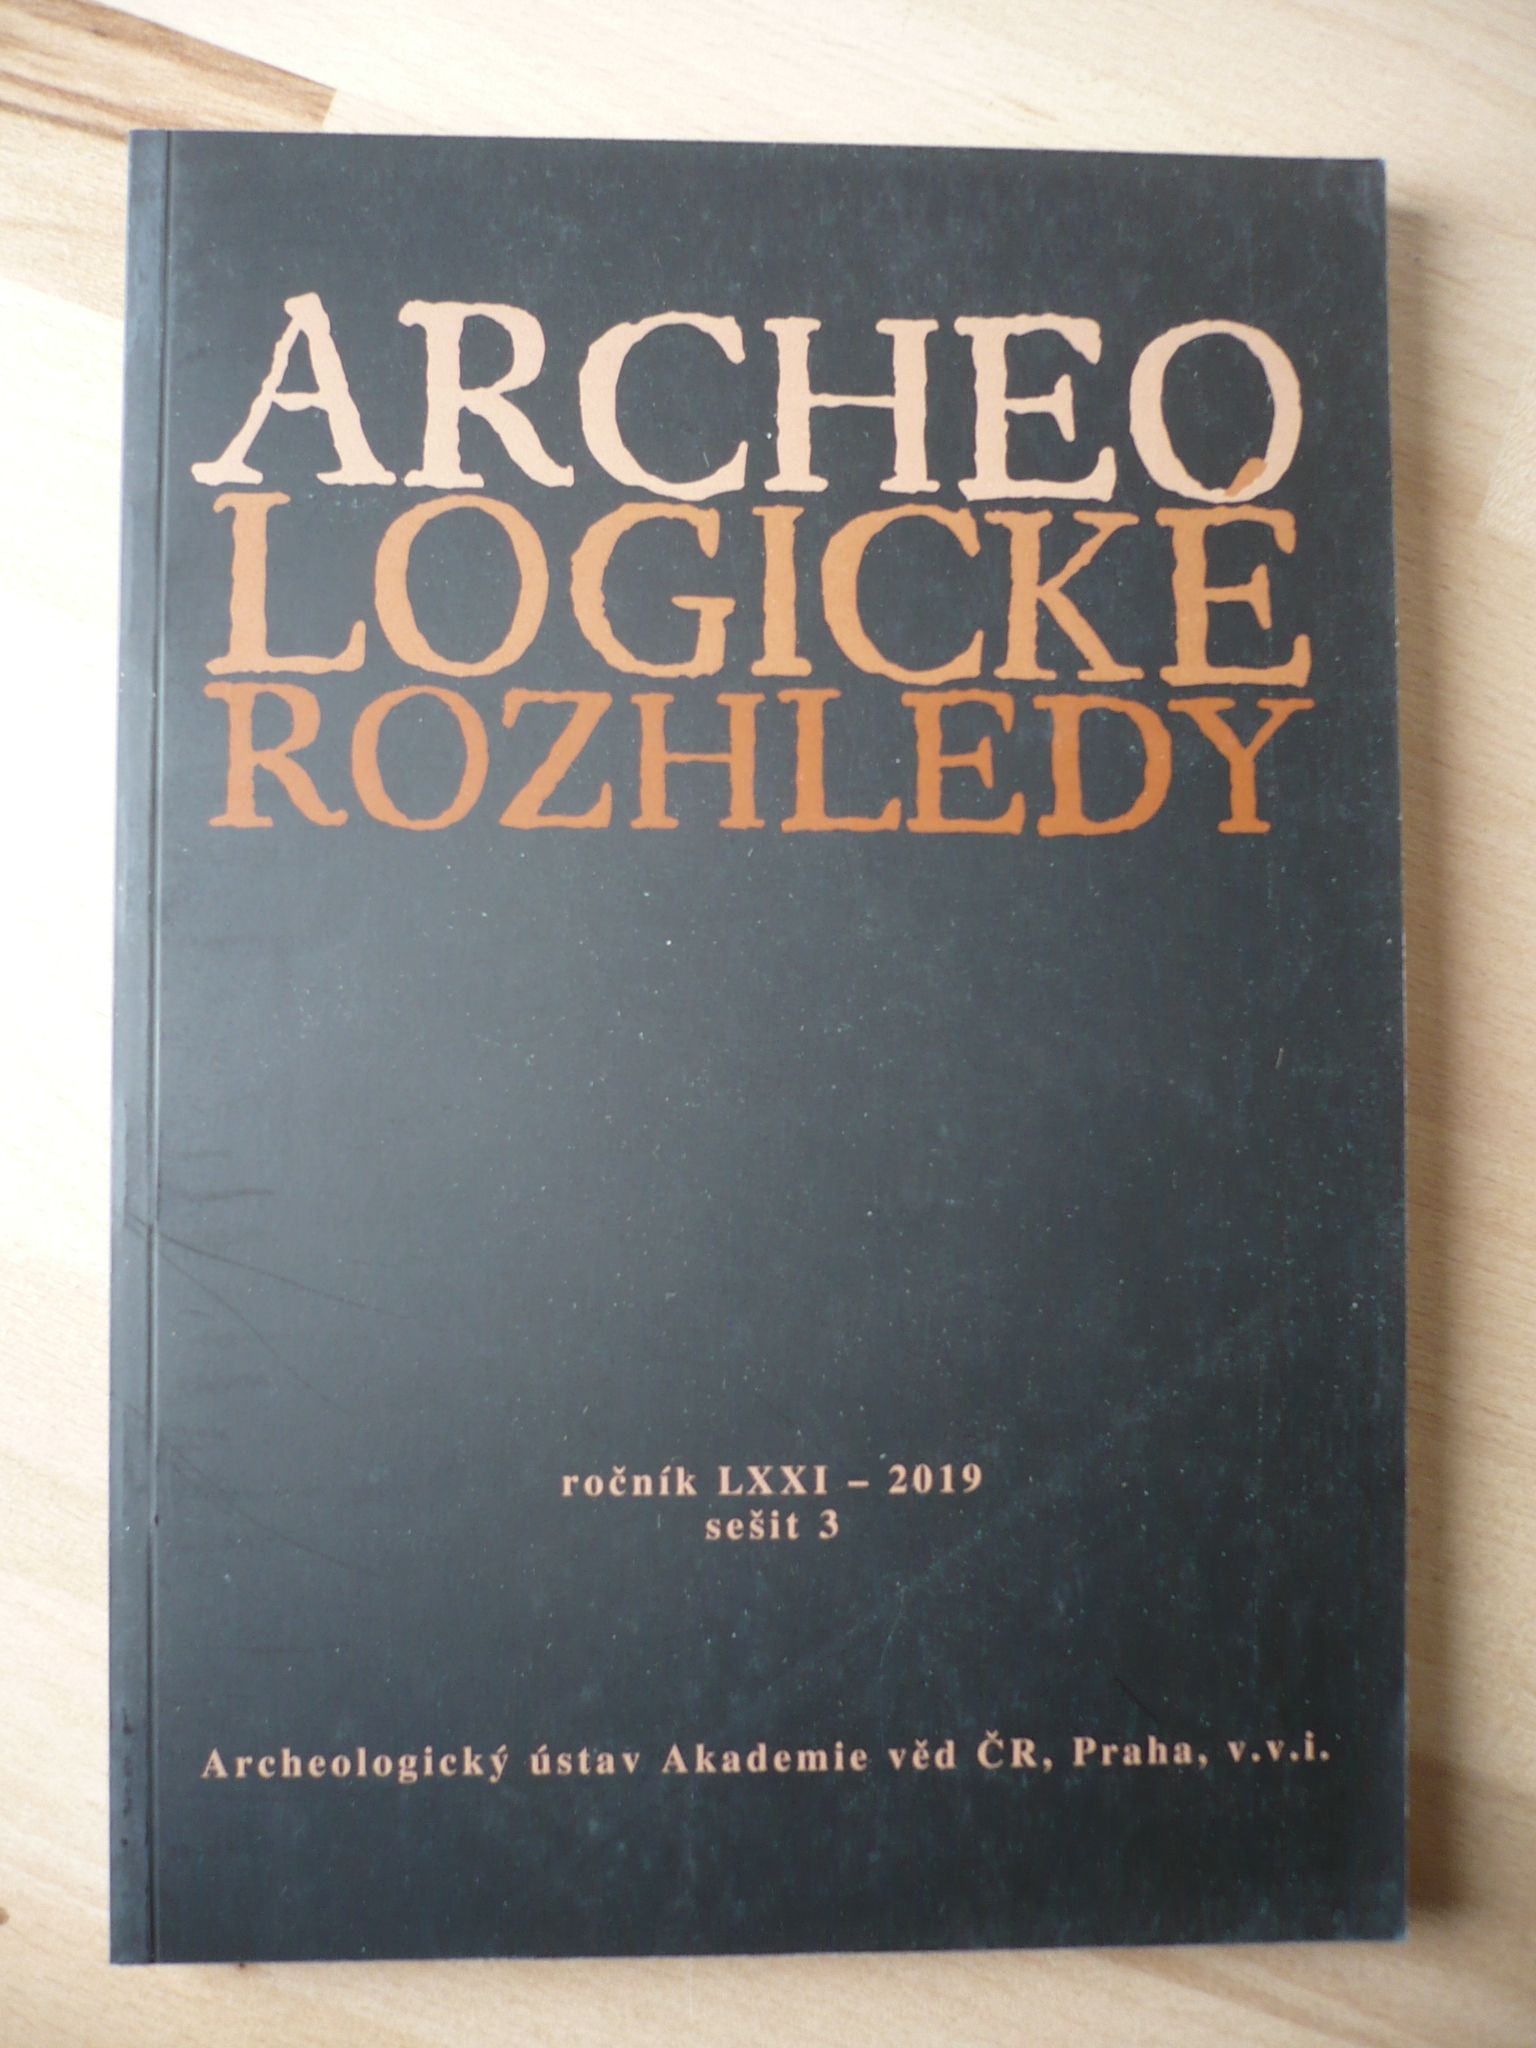 ARCHEO
LOGICKÉ
ROZHLEDY
ročník LXXI – 2019
sešit 3
Archeologický ústav Akademie věd ČR, Praha, v.v.i.